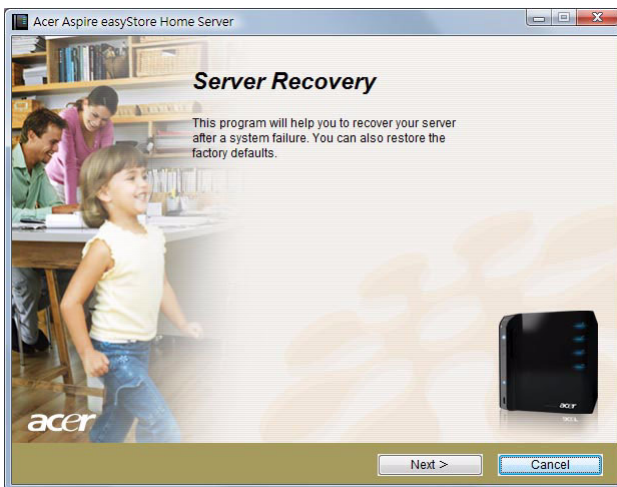 Acer Aspire easyStore Home Server
Server Recovery
This program will help you to recover your server
after a system failure. You can also restore the
factory defaults.
acer
acer
Next >
Cancel